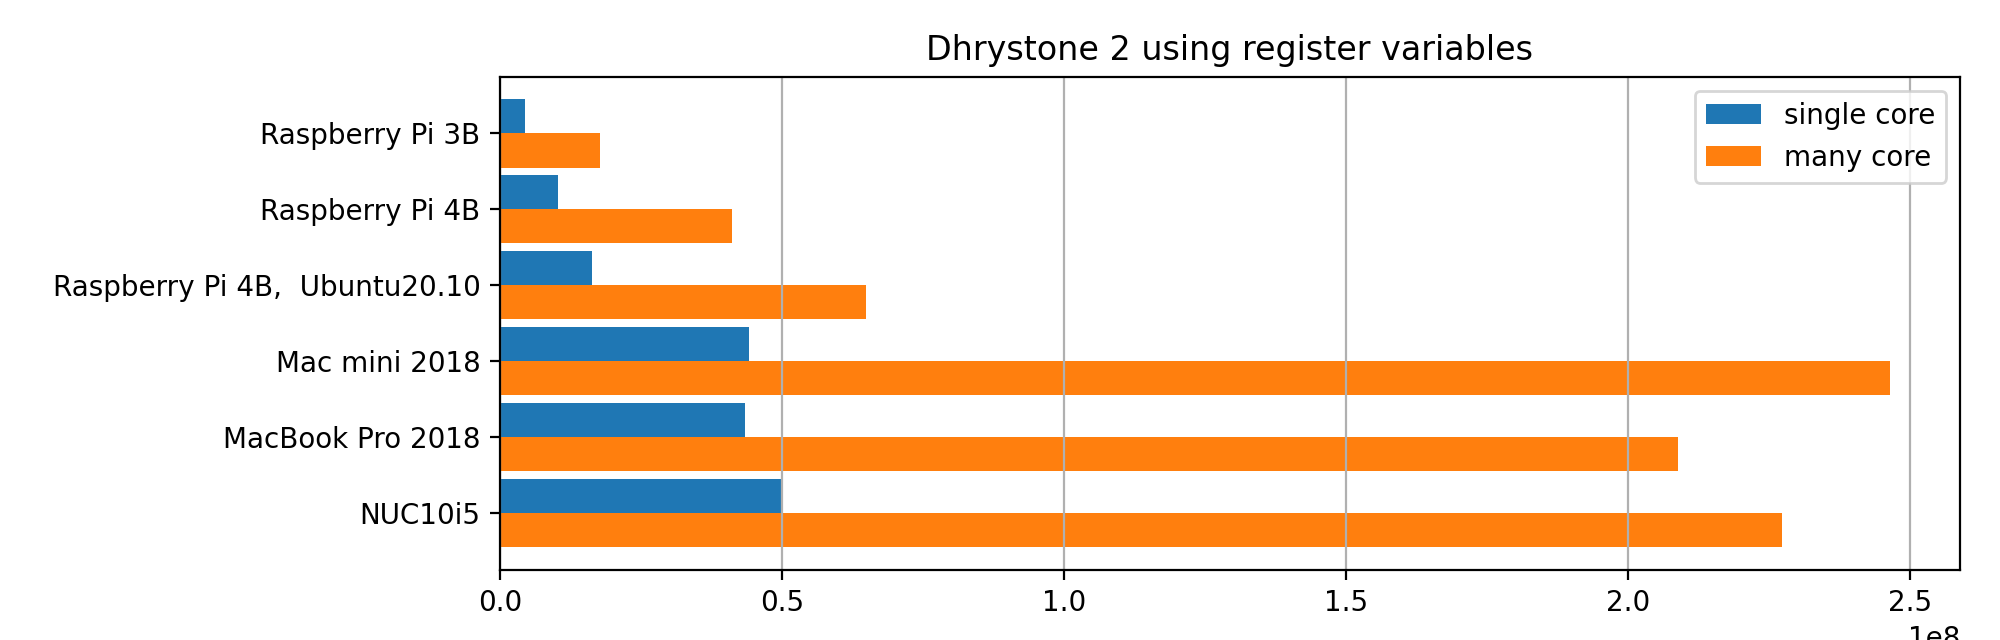 Dhrystone 2 using register variables
single core
many core
Raspberry Pi 3B
Raspberry Pi 4B
Raspberry Pi 4B,  Ubuntu20.10
Mac mini 2018
MacBook Pro 2018
NUC10i5
0.0 0.5 1.0 1.5 2.0 2.5
1e8